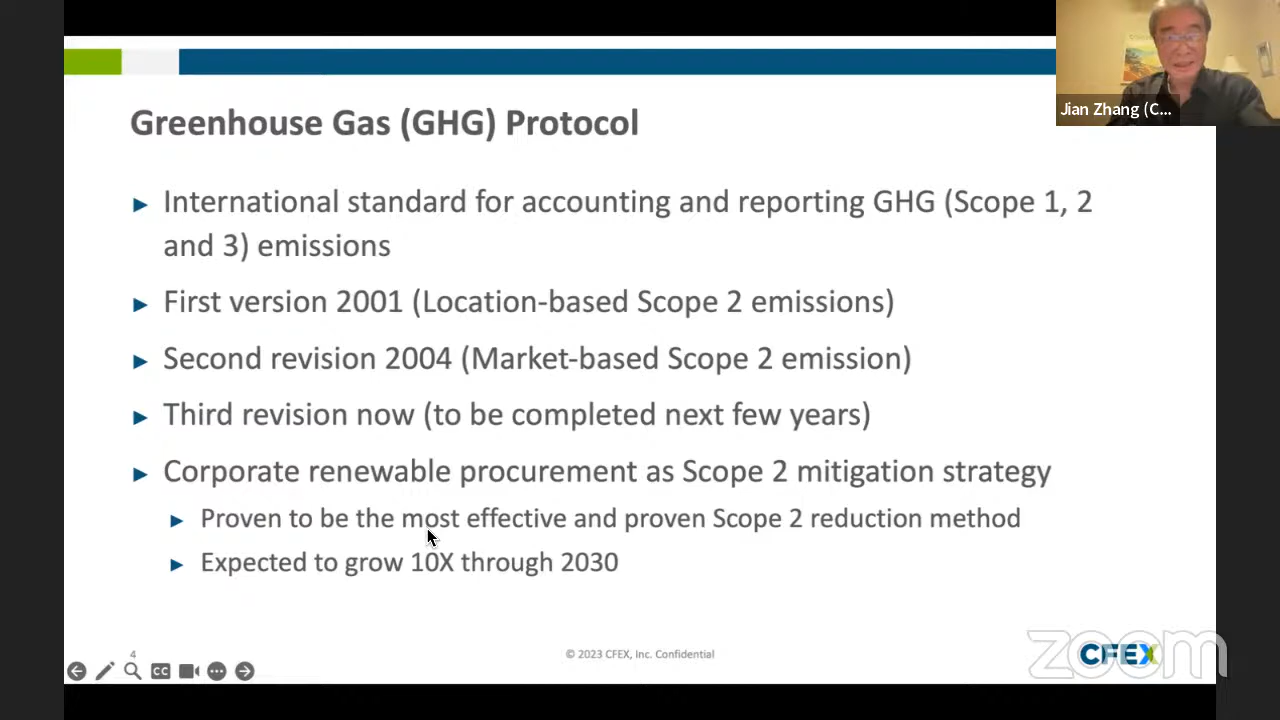 Jian Zhang (C...
Greenhouse Gas (GHG) Protocol
International standard for accounting and reporting GHG (Scope 1, 2
and 3) emissions
First version 2001 (Location-based Scope 2 emissions)
Second revision 2004 (Market-based Scope 2 emission)
Third revision now (to be completed next few years)
Corporate renewable procurement as Scope 2 mitigation strategy
Proven to be the most effective and proven Scope 2 reduction method
Expected to grow 10X through 2030
4
CC
© 2023 CFEX, Inc. Confidential
CFEX
zoom